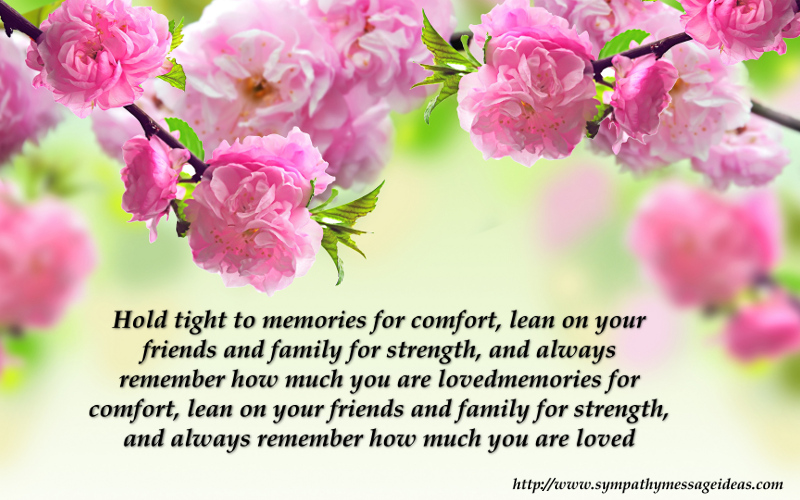 Hold tight to memories for comfort, lean on your
friends and family for strength, and always
remember how much you are lovedmemories for
comfort, lean on your friends and family for strength,
and always remember how much you are loved
http://www.sympathymessageideas.com